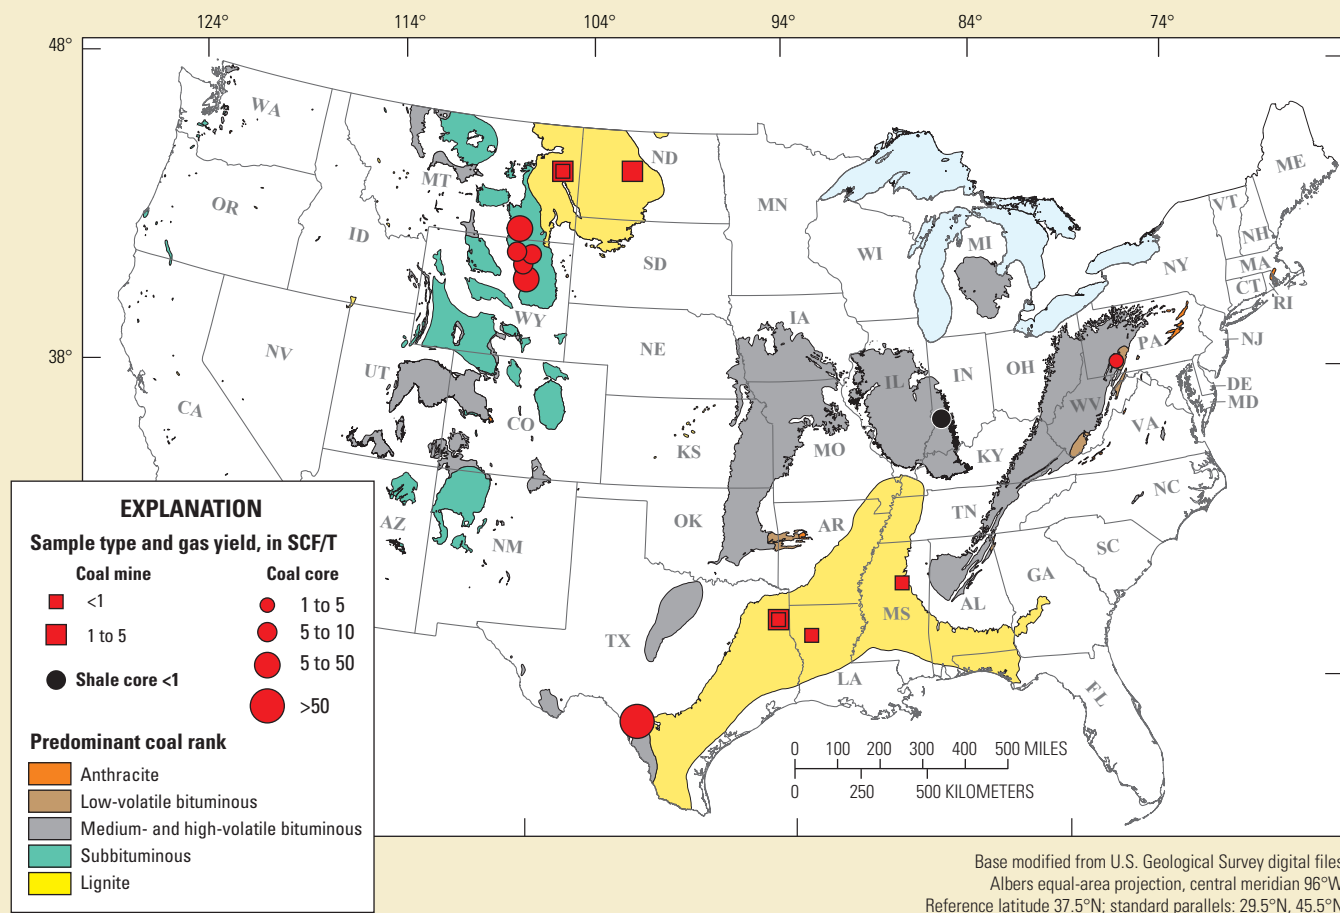 124° 114° 104° 94° 84° 74°
48°
WA
ND
ME
MT
MN
VT
OR
NH
ID
WI
MI
SD
NY
MA
CT
RI
WY
IA
NE
PA
NJ
NV
UT
IL
IN
OH
DE
MD
CA
CO
WV
VA
KS
MO
KY
38°
NC
AZ
NM
OK
AR
TN
SC
MS
AL
GA
TX
LA
FL
EXPLANATION
Sample type and gas yield, in SCF/T
Coal mine
<1
1 to 5
Shale core <1
Coal core
1 to 5
5 to 10
5 to 50
>50
Predominant coal rank
Anthracite
Low-volatile bituminous
Medium- and high-volatile bituminous
Subbituminous
Lignite
0 100 200 300 400 500 MILES
0 250 500 KILOMETERS
Base modified from U.S. Geological Survey digital files
Albers equal-area projection, central meridian 96°W
Reference latitude 37.5°N; standard parallels: 29.5°N, 45.5°N